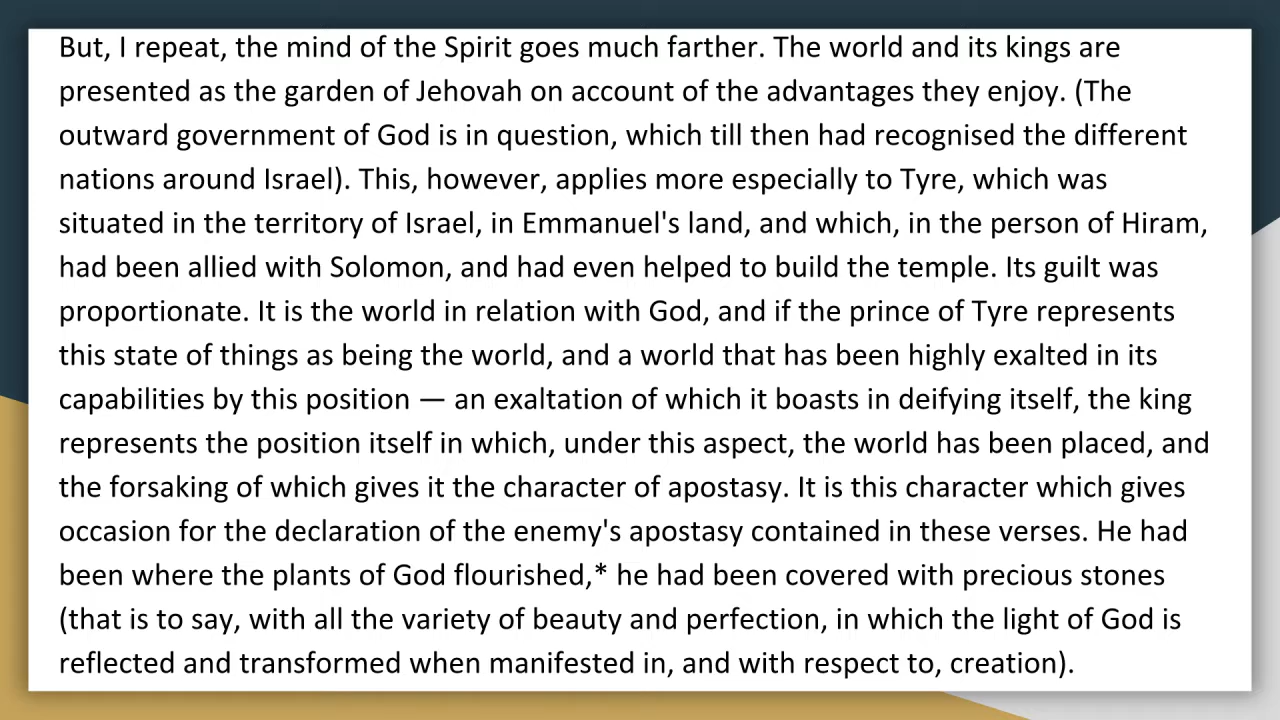 But, I repeat, the mind of the Spirit goes much farther. The world and its kings are
presented as the garden of Jehovah on account of the advantages they enjoy. (The
outward government of God is in question, which till then had recognised the different
nations around Israel). This, however, applies more especially to Tyre, which was
situated in the territory of Israel, in Emmanuel's land, and which, in the person of Hiram,
had been allied with Solomon, and had even helped to build the temple. Its guilt was
proportionate. It is the world in relation with God, and if the prince of Tyre represents
this state of things as being the world, and a world that has been highly exalted in its
capabilities by this position — an exaltation of which it boasts in deifying itself, the king
represents the position itself in which, under this aspect, the world has been placed, and
the forsaking of which gives it the character of apostasy. It is this character which gives
occasion for the declaration of the enemy's apostasy contained in these verses. He had
been where the plants of God flourished,* he had been covered with precious stones
(that is to say, with all the variety of beauty and perfection, in which the light of God is
reflected and transformed when manifested in, and with respect to, creation).